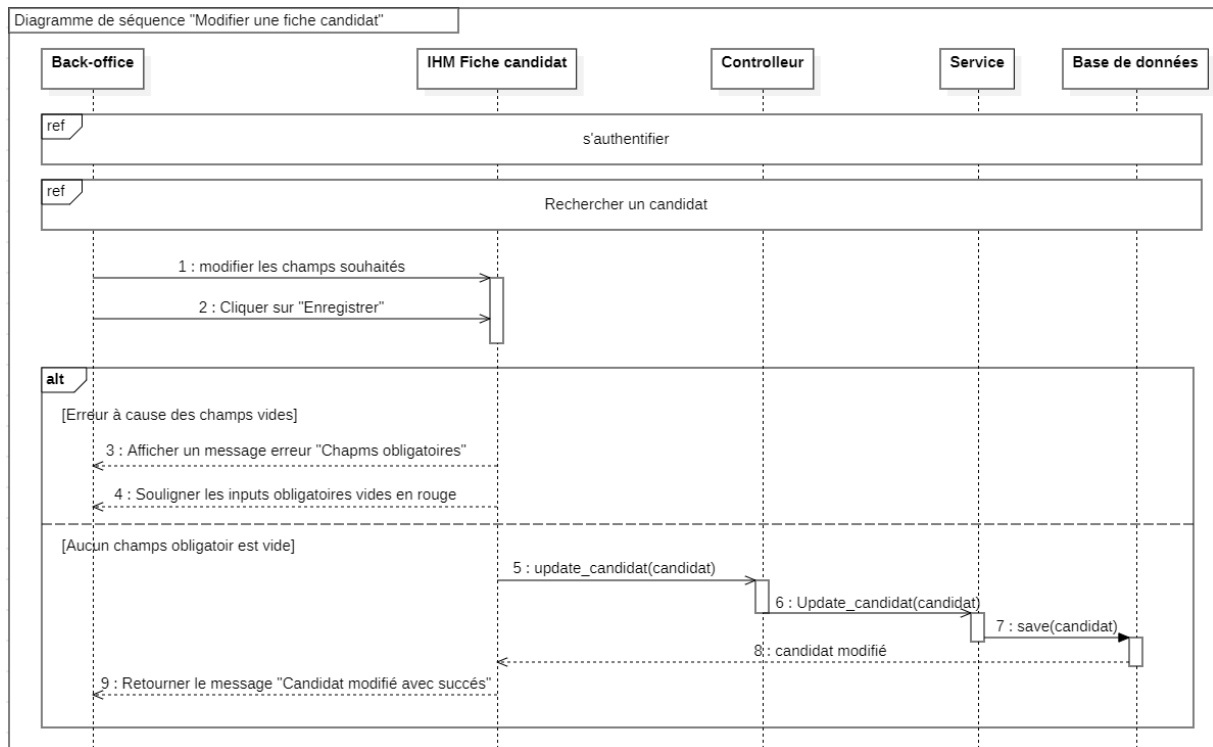 Diagramme de séquence "Modifier une fiche candidat"
Back-office
IHM Fiche candidat
Controlleur
Service
Base de données
ref
s'authentifier
ref
Rechercher un candidat
1 : modifier les champs souhaités
2 : Cliquer sur "Enregistrer"
alt
[Erreur à cause des champs vides]
3 : Afficher un message erreur "Chapms obligatoires"
4 : Souligner les inputs obligatoires vides en rouge
[Aucun champs obligatoir est vide]
5 : update_candidat(candidat)
6 : Update_candidat(candidat)
7 : save(candidat)
8 : candidat modifié
9 : Retourner le message "Candidat modifié avec succés"